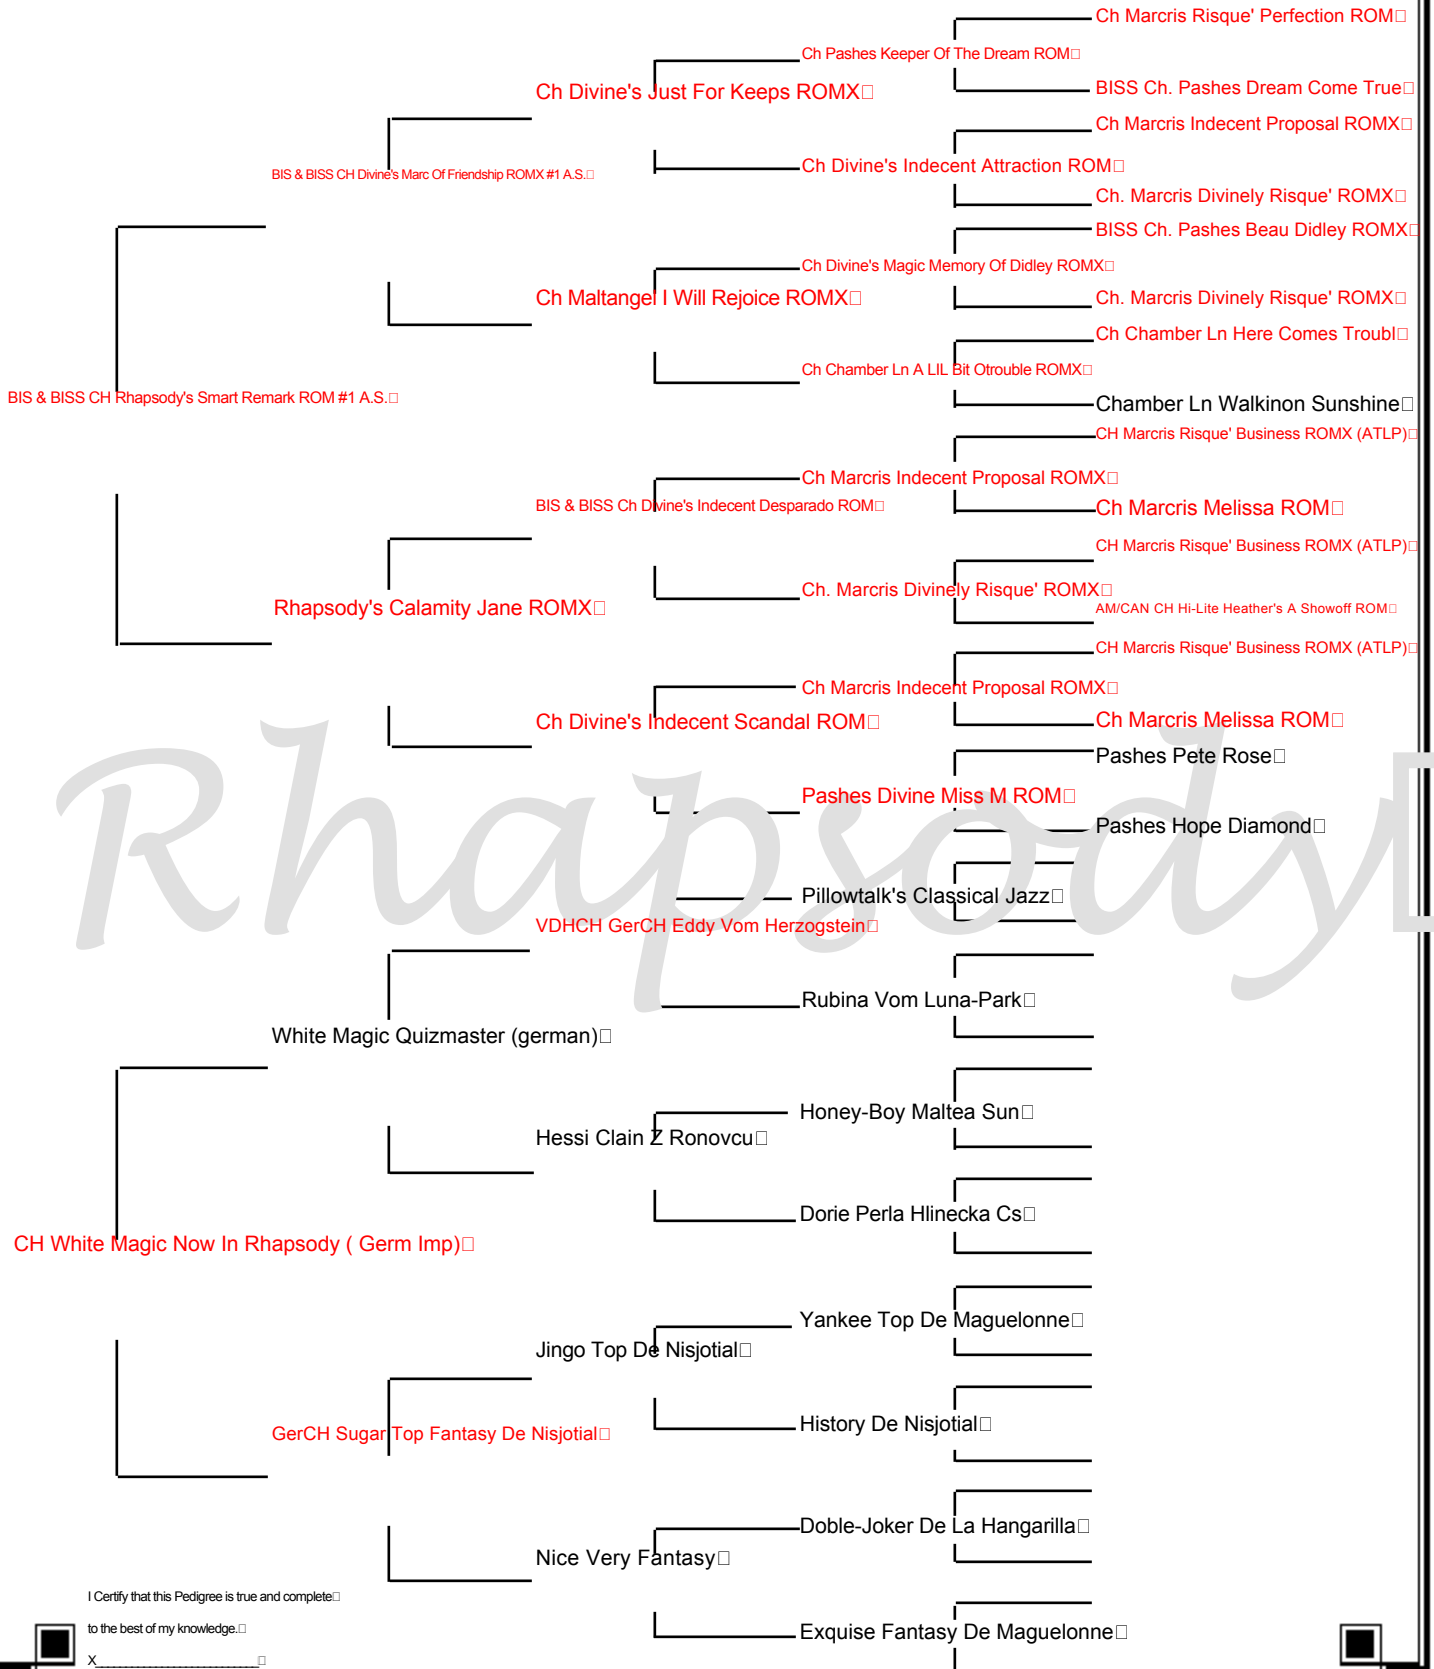 Ch Marcris Risque' Perfection ROM
Ch Pashes Keeper Of The Dream ROM
Ch Divine's Just For Keeps ROMX
BISS Ch. Pashes Dream Come True
Ch Marcris Indecent Proposal ROMX
Ch Divine's Indecent Attraction ROM
BIS & BISS CH Divine's Marc Of Friendship ROMX #1 A.S.
Ch. Marcris Divinely Risque' ROMX
BISS Ch. Pashes Beau Didley ROMX
Ch Divine's Magic Memory Of Didley ROMX
Ch Maltangel I Will Rejoice ROMX
Ch. Marcris Divinely Risque' ROMX
Ch Chamber Ln Here Comes Troubl
Ch Chamber Ln A LIL Bit Otrouble ROMX
BIS & BISS CH Rhapsody's Smart Remark ROM #1 A.S.
Chamber Ln Walkinon Sunshine
CH Marcris Risque' Business ROMX (ATLP)
Ch Marcris Indecent Proposal ROMX
BIS & BISS Ch Divine's Indecent Desparado ROM
Ch Marcris Melissa ROM
CH Marcris Risque' Business ROMX (ATLP)
Ch. Marcris Divinely Risque' ROMX
Rhapsody's Calamity Jane ROMX
AM/CAN CH Hi-Lite Heather's A Showoff ROM
CH Marcris Risque' Business ROMX (ATLP)
Ch Marcris Indecent Proposal ROMX
Ch Divine's Indecent Scandal ROM
Ch Marcris Melissa ROM
Pashes Pete Rose
Pashes Divine Miss M ROM
Pashes Hope Diamond
Rhapsody
Pillowtalk's Classical Jazz
VDHCH GerCH Eddy Vom Herzogstein
Rubina Vom Luna-Park
White Magic Quizmaster (german)
Honey-Boy Maltea Sun
Hessi Clain Z Ronovcu
Dorie Perla Hlinecka Cs
CH White Magic Now In Rhapsody ( Germ Imp)
Yankee Top De Maguelonne
Jingo Top De Nisjotial
History De Nisjotial
GerCH Sugar Top Fantasy De Nisjotial
Doble-Joker De La Hangarilla
Nice Very Fantasy
Exquise Fantasy De Maguelonne
I Certify that this Pedigree is true and complete
to the best of my knowledge.
X__________________________